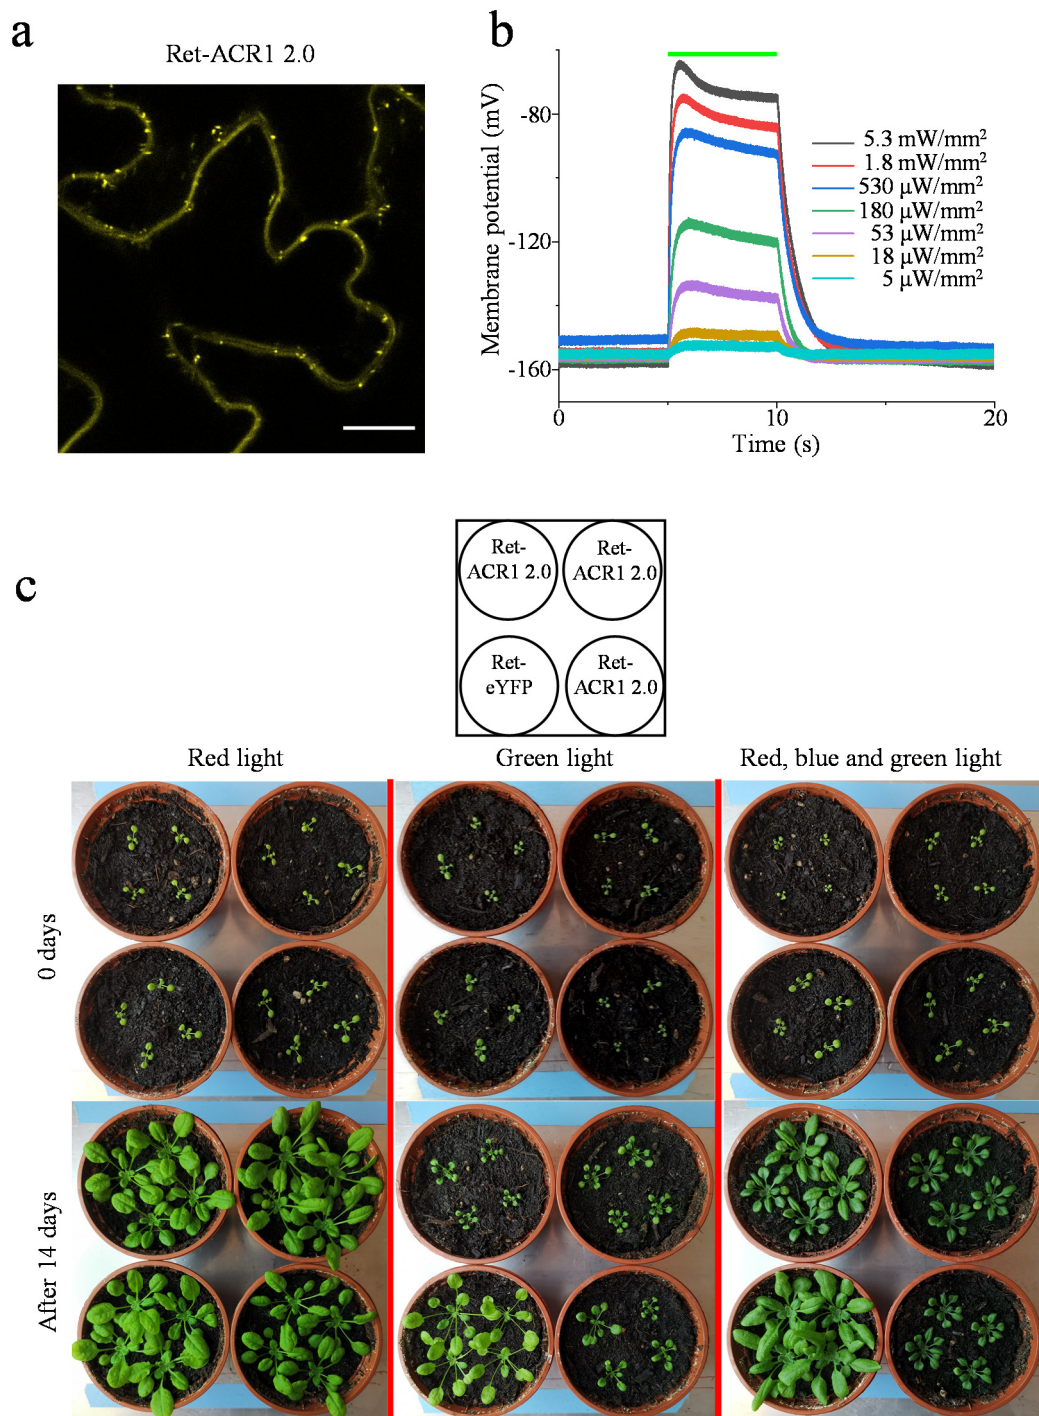 a
Ret-ACR1 2.0
b
Membrane potential (mV)
-80
-120
-160
0
10
20
Time (s)
5.3 mW/mm²
1.8 mW/mm²
530 µW/mm²
180 µW/mm²
53 µW/mm²
18 µW/mm²
5 µW/mm²
c
Ret-
ACR1 2.0
Ret-
ACR1 2.0
Ret-
eYFP
Ret-
ACR1 2.0
Red light
Green light
Red, blue and green light
0 days
After 14 days